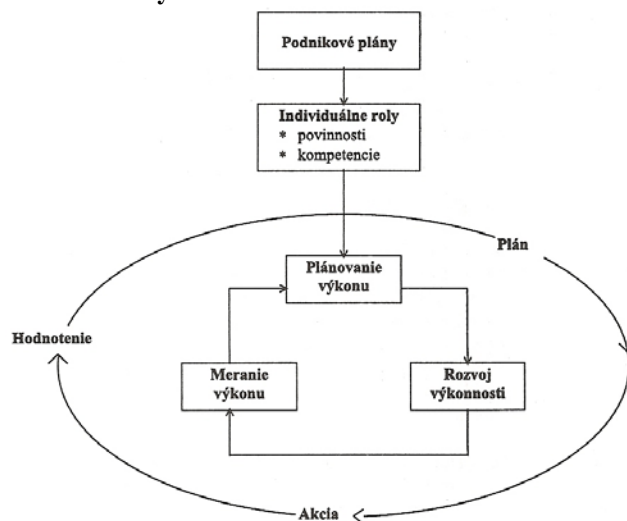 Podnikové plány
Individuálne roly
* povinnosti
* kompetencie
Plán
Plánovanie
výkonu
Hodnotenie
Meranie
výkonu
Rozvoj
výkonnosti
Akcia